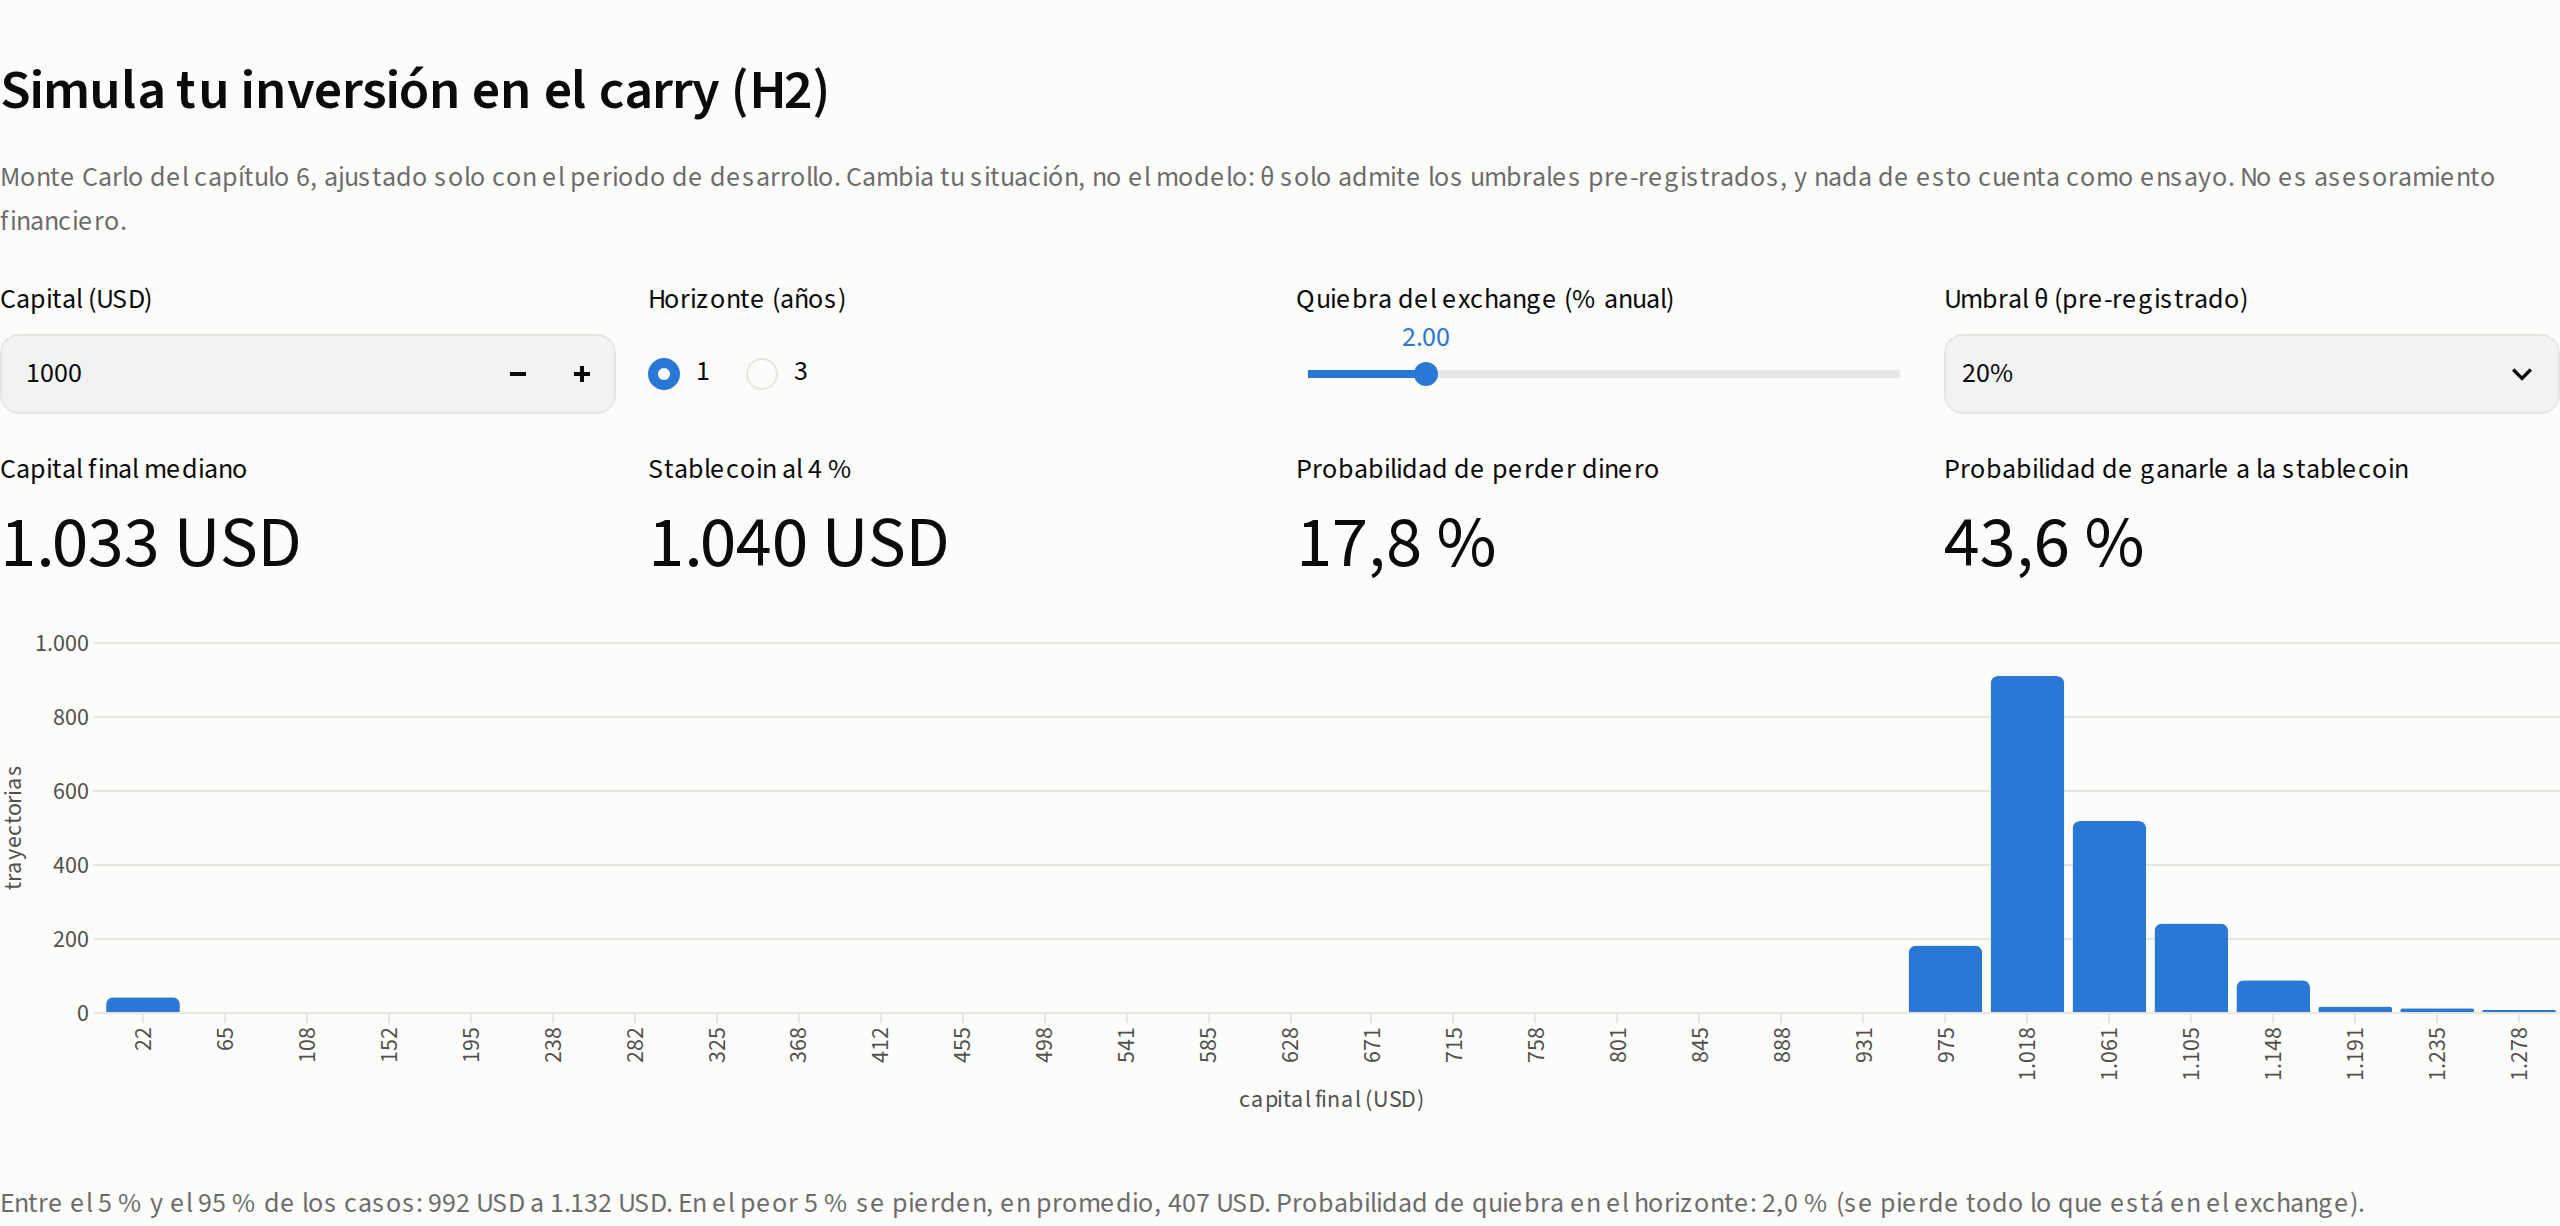 Simula tu inversión en el carry (H2)
Monte Carlo del capítulo 6, ajustado solo con el periodo de desarrollo. Cambia tu situación, no el modelo: θ solo admite los umbrales pre-registrados, y nada de esto cuenta como ensayo. No es asesoramiento
financiero.
Capital (USD)
Horizonte (años)
Quiebra del exchange (% anual)
Umbral θ (pre-registrado)
2.00
1000
1
3
20%
Capital final mediano
Stablecoin al 4 %
Probabilidad de perder dinero
Probabilidad de ganarle a la stablecoin
1.033 USD
1.040 USD
17,8 %
43,6 %
1.000
800
600
400
200
0
trayectorias
22
65
108
152
195
238
282
325
368
412
455
498
541
585
628
671
715
758
801
845
888
931
975
1.018
1.061
1.105
1.148
1.191
1.235
1.278
capital final (USD)
Entre el 5 % y el 95 % de los casos: 992 USD a 1.132 USD. En el peor 5 % se pierden, en promedio, 407 USD. Probabilidad de quiebra en el horizonte: 2,0 % (se pierde todo lo que está en el exchange).